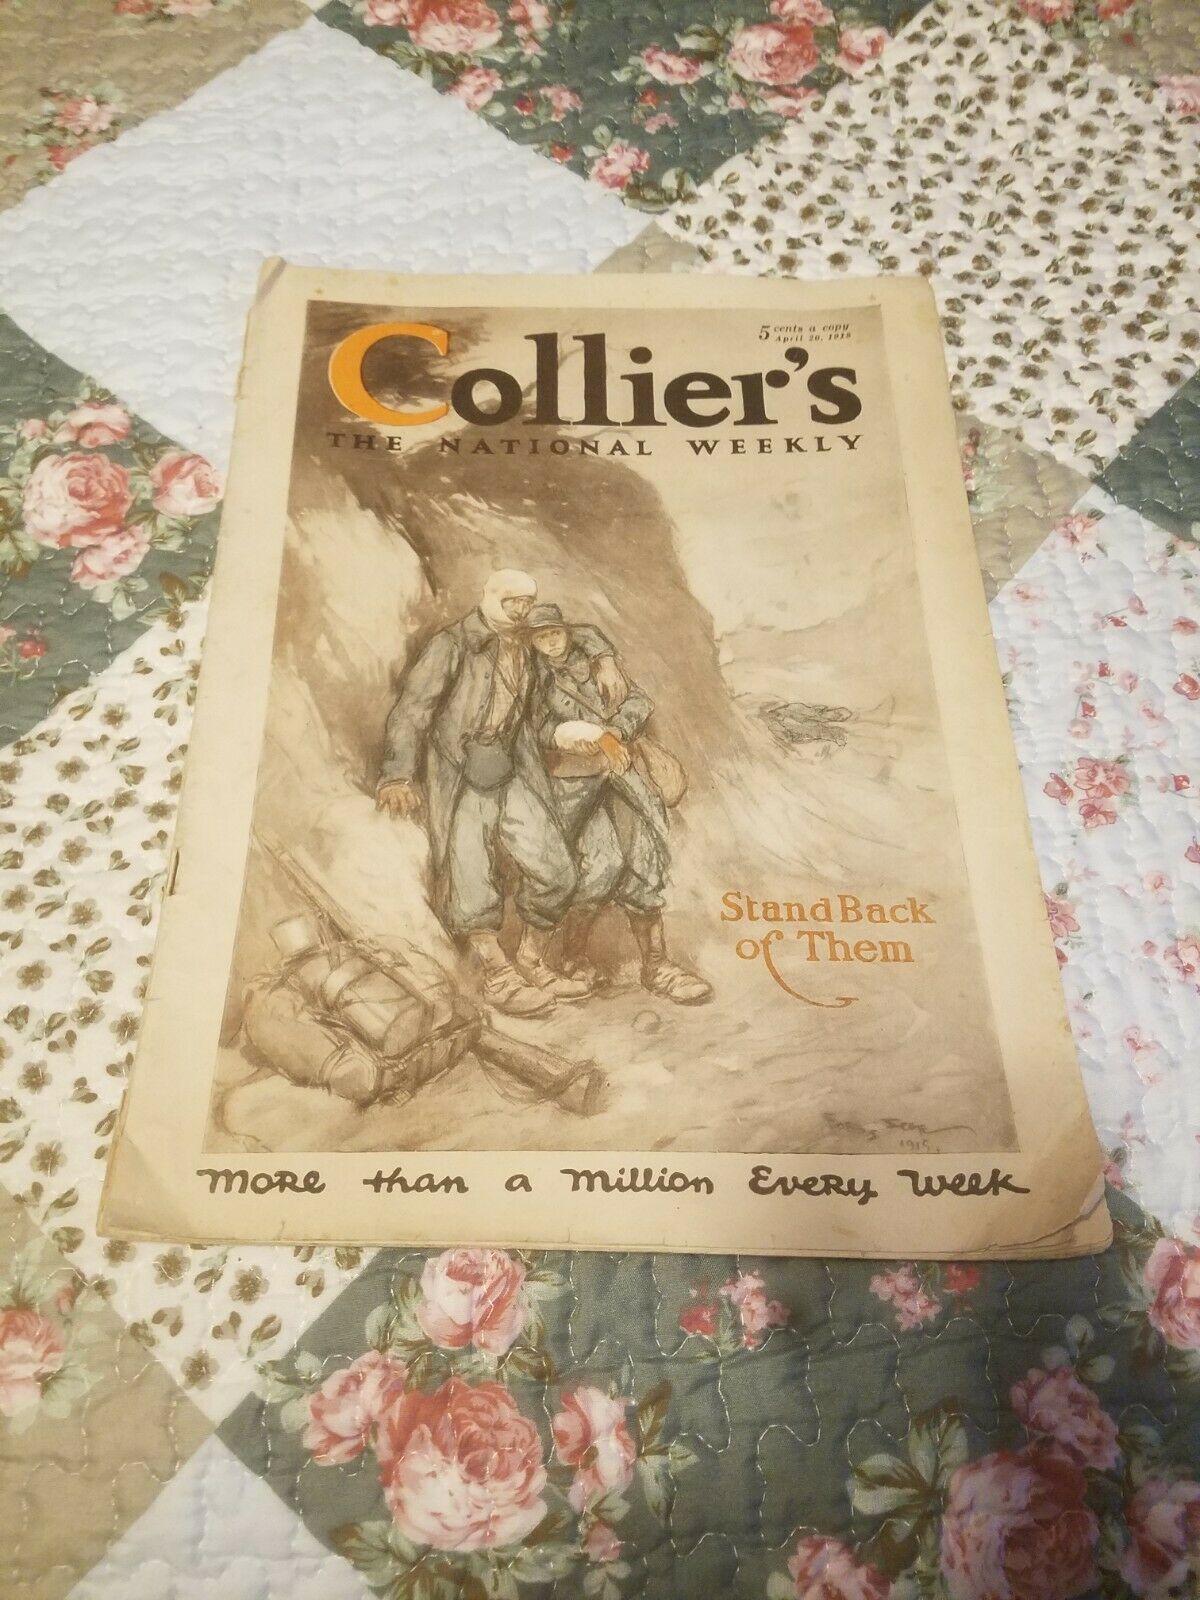 5 cents a copy
April 20, 1918
Collier's
THE NATIONAL WEEKLY
Stand Back
of Them
1915
More than a Million Every Week